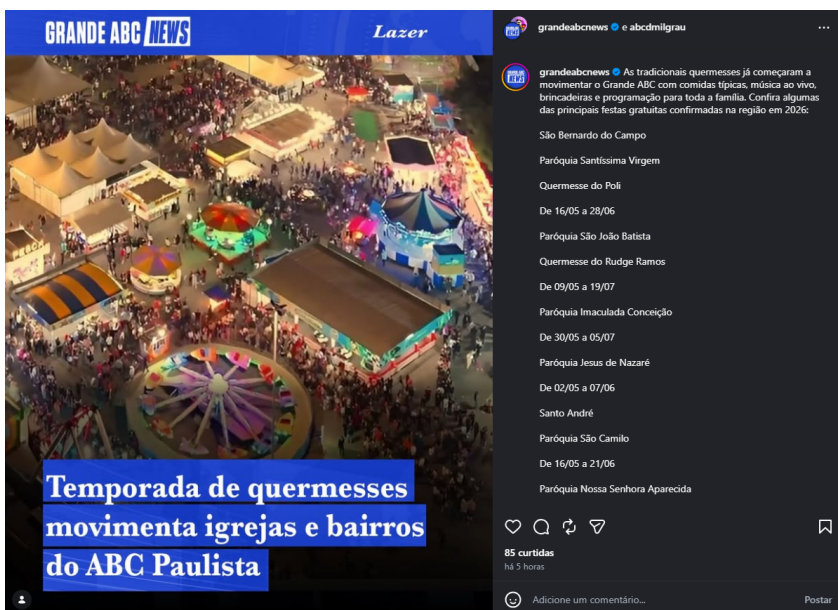 GRANDE ABC NEWS
Lazer
Temporada de quermesses
movimenta igrejas e bairros
do ABC Paulista
grandeabcnews e abcdmilgrau
grandeabcnews As tradicionais quermesses já começaram a
movimentar o Grande ABC com comidas típicas, música ao vivo,
brincadeiras e programação para toda a família. Confira algumas
das principais festas gratuitas confirmadas na região em 2026:
São Bernardo do Campo
Paróquia Santíssima Virgem
Quermesse do Poli
De 16/05 a 28/06
Paróquia São João Batista
Quermesse do Rudge Ramos
De 09/05 a 19/07
Paróquia Imaculada Conceição
De 30/05 a 05/07
Paróquia Jesus de Nazaré
De 02/05 a 07/06
Santo André
Paróquia São Camilo
De 16/05 a 21/06
Paróquia Nossa Senhora Aparecida
85 curtidas
há 5 horas
Adicione um comentário...
Postar